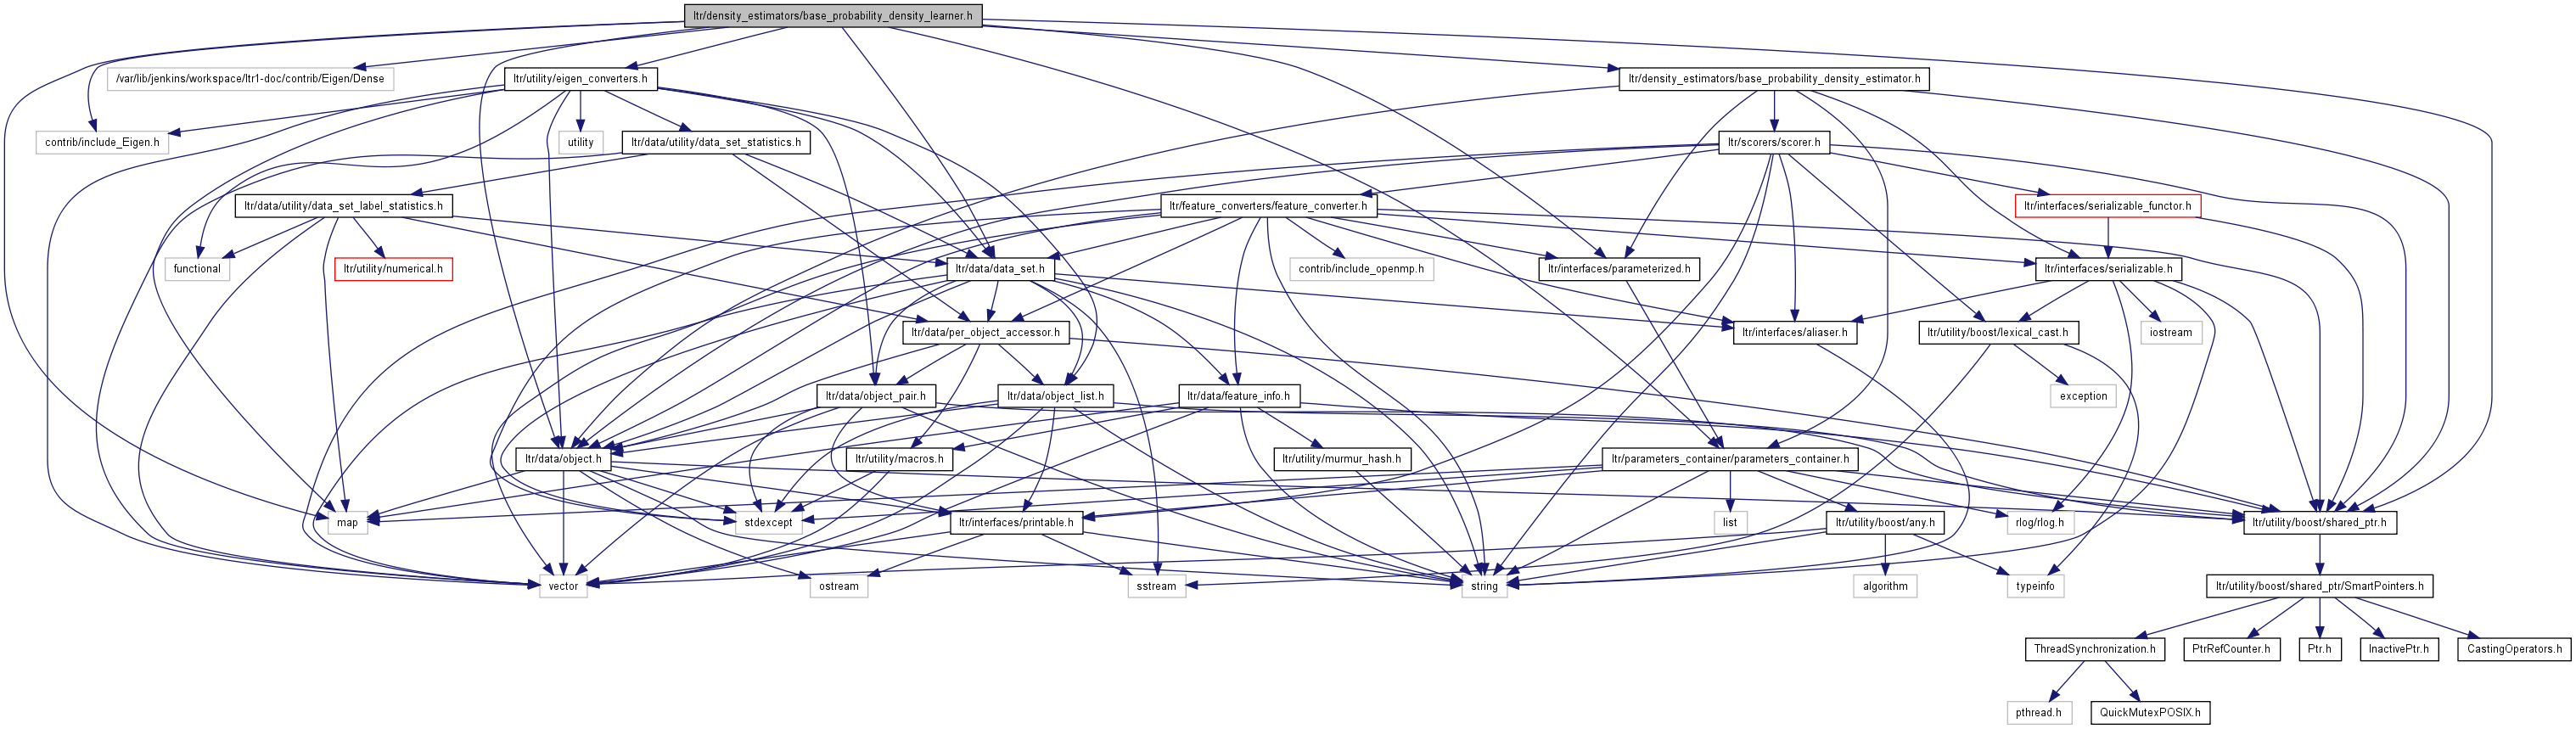 ltr/density_estimators/base_probability_density_learner.h
/var/lib/jenkins/workspace/ltr1-doc/contrib/Eigen/Dense
ltr/utility/eigen_converters.h
ltr/density_estimators/base_probability_density_estimator.h
contrib/include_Eigen.h
utility
ltr/data/utility/data_set_statistics.h
ltr/scorers/scorer.h
ltr/data/utility/data_set_label_statistics.h
ltr/feature_converters/feature_converter.h
ltr/interfaces/serializable_functor.h
functional
ltr/utility/numerical.h
ltr/data/data_set.h
contrib/include_openmp.h
ltr/interfaces/parameterized.h
ltr/interfaces/serializable.h
ltr/data/per_object_accessor.h
ltr/interfaces/aliaser.h
ltr/utility/boost/lexical_cast.h
iostream
ltr/data/object_pair.h
ltr/data/object_list.h
ltr/data/feature_info.h
exception
ltr/data/object.h
ltr/utility/macros.h
ltr/utility/murmur_hash.h
ltr/parameters_container/parameters_container.h
map
stdexcept
ltr/interfaces/printable.h
list
ltr/utility/boost/any.h
rlog/rlog.h
ltr/utility/boost/shared_ptr.h
vector
ostream
sstream
string
algorithm
typeinfo
ltr/utility/boost/shared_ptr/SmartPointers.h
ThreadSynchronization.h
PtrRefCounter.h
Ptr.h
InactivePtr.h
CastingOperators.h
pthread.h
QuickMutexPOSIX.h